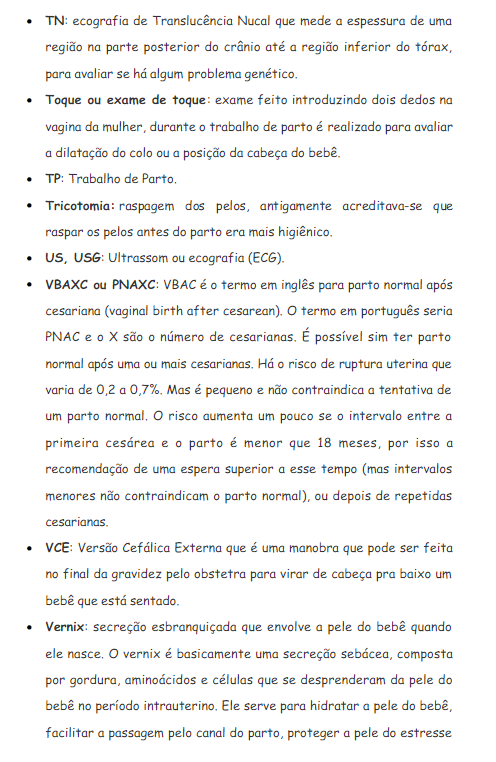 • TN: ecografia de Translucência Nucal que mede a espessura de uma
região na parte posterior do crânio até a região inferior do tórax,
para avaliar se há algum problema genético.
• Toque ou exame de toque: exame feito introduzindo dois dedos na
vagina da mulher, durante o trabalho de parto é realizado para avaliar
a dilatação do colo ou a posição da cabeça do bebê.
• TP: Trabalho de Parto.
• Tricotomia: raspagem dos pelos, antigamente acreditava-se que
raspar os pelos antes do parto era mais higiênico.
• US, USG: Ultrassom ou ecografia (ECG).
• VBAXC ou PNAXC: VBAC é o termo em inglês para parto normal após
cesariana (vaginal birth after cesarean). O termo em português seria
PNAC e o X são o número de cesarianas. É possível sim ter parto
normal após uma ou mais cesarianas. Há o risco de ruptura uterina que
varia de 0,2 a 0,7%. Mas é pequeno e não contraindica a tentativa de
um parto normal. O risco aumenta um pouco se o intervalo entre a
primeira cesárea e o parto é menor que 18 meses, por isso a
recomendação de uma espera superior a esse tempo (mas intervalos
menores não contraindicam o parto normal), ou depois de repetidas
cesarianas.
• VCE: Versão Cefálica Externa que é uma manobra que pode ser feita
no final da gravidez pelo obstetra para virar de cabeça pra baixo um
bebê que está sentado.
• Vernix: secreção esbranquiçada que envolve a pele do bebê quando
ele nasce. O vernix é basicamente uma secreção sebácea, composta
por gordura, aminoácidos e células que se desprenderam da pele do
bebê no período intrauterino. Ele serve para hidratar a pele do bebê,
facilitar a passagem pelo canal do parto, proteger a pele do estresse